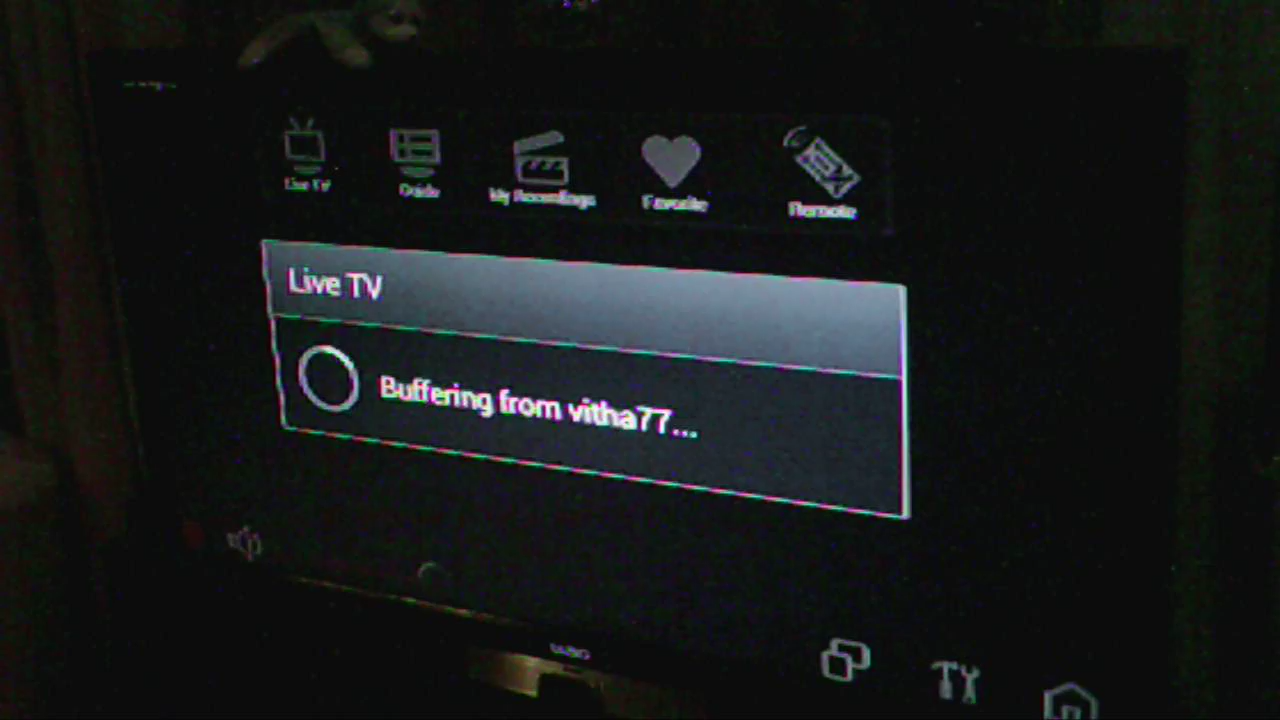 Live TV
Guide
My Recordings
Favorite
Remote
Live TV
Buffering from vitha77...